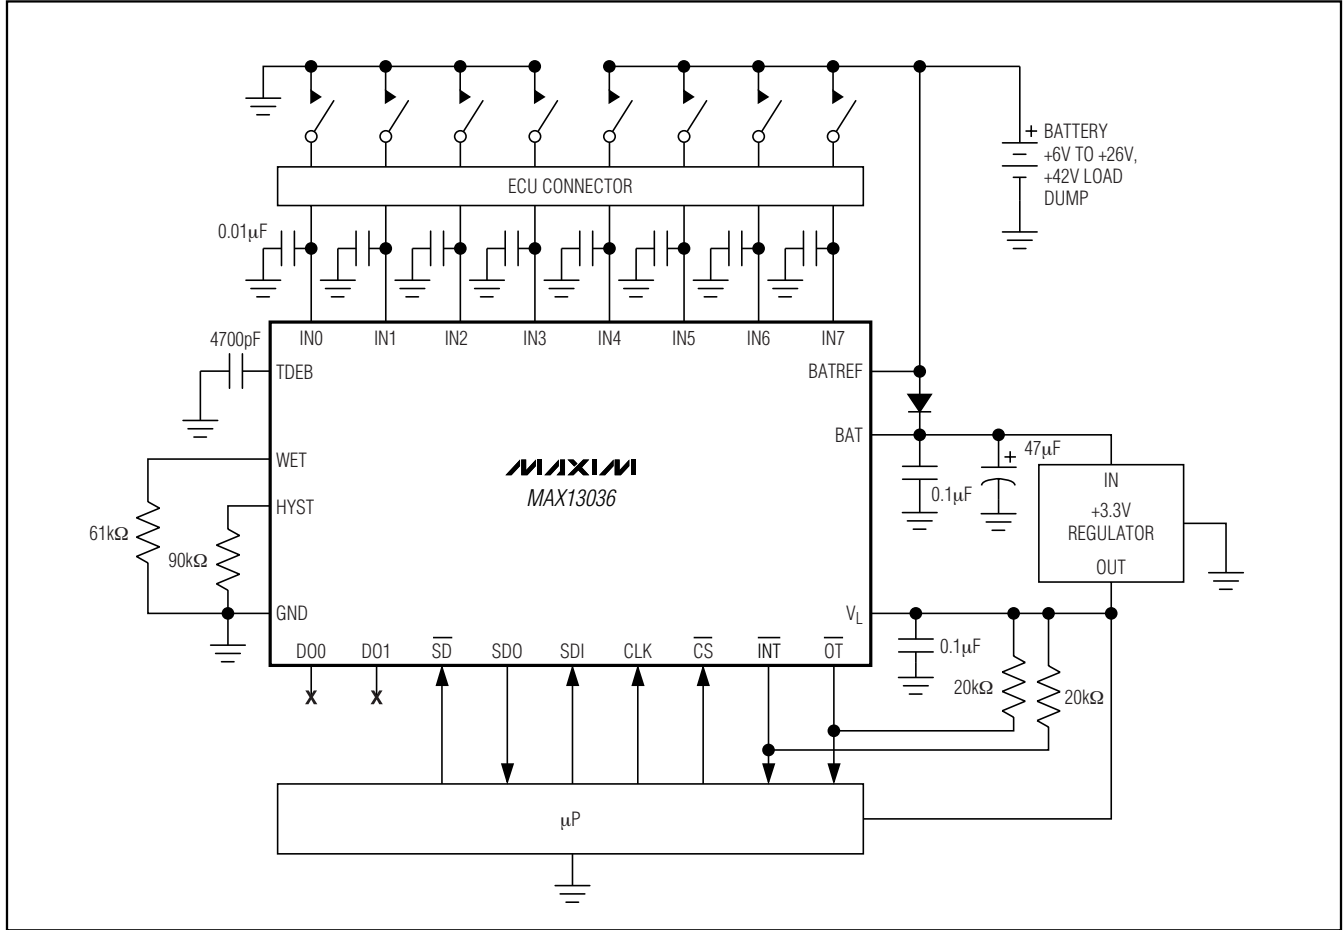 + BATTERY
+6V TO +26V,
+42V LOAD
DUMP
ECU CONNECTOR
0.01µF
IN0 IN1 IN2 IN3 IN4 IN5 IN6 IN7
4700pF
TDEB
BATREF
BAT
+ 47µF
0.1µF
IN
+3.3V
REGULATOR
OUT
WET
MAXIM
MAX13036
HYST
61kΩ
90kΩ
GND
VL
0.1µF
DO0 DO1 SD SDO SDI CLK CS INT OT
X X
20kΩ
20kΩ
µP